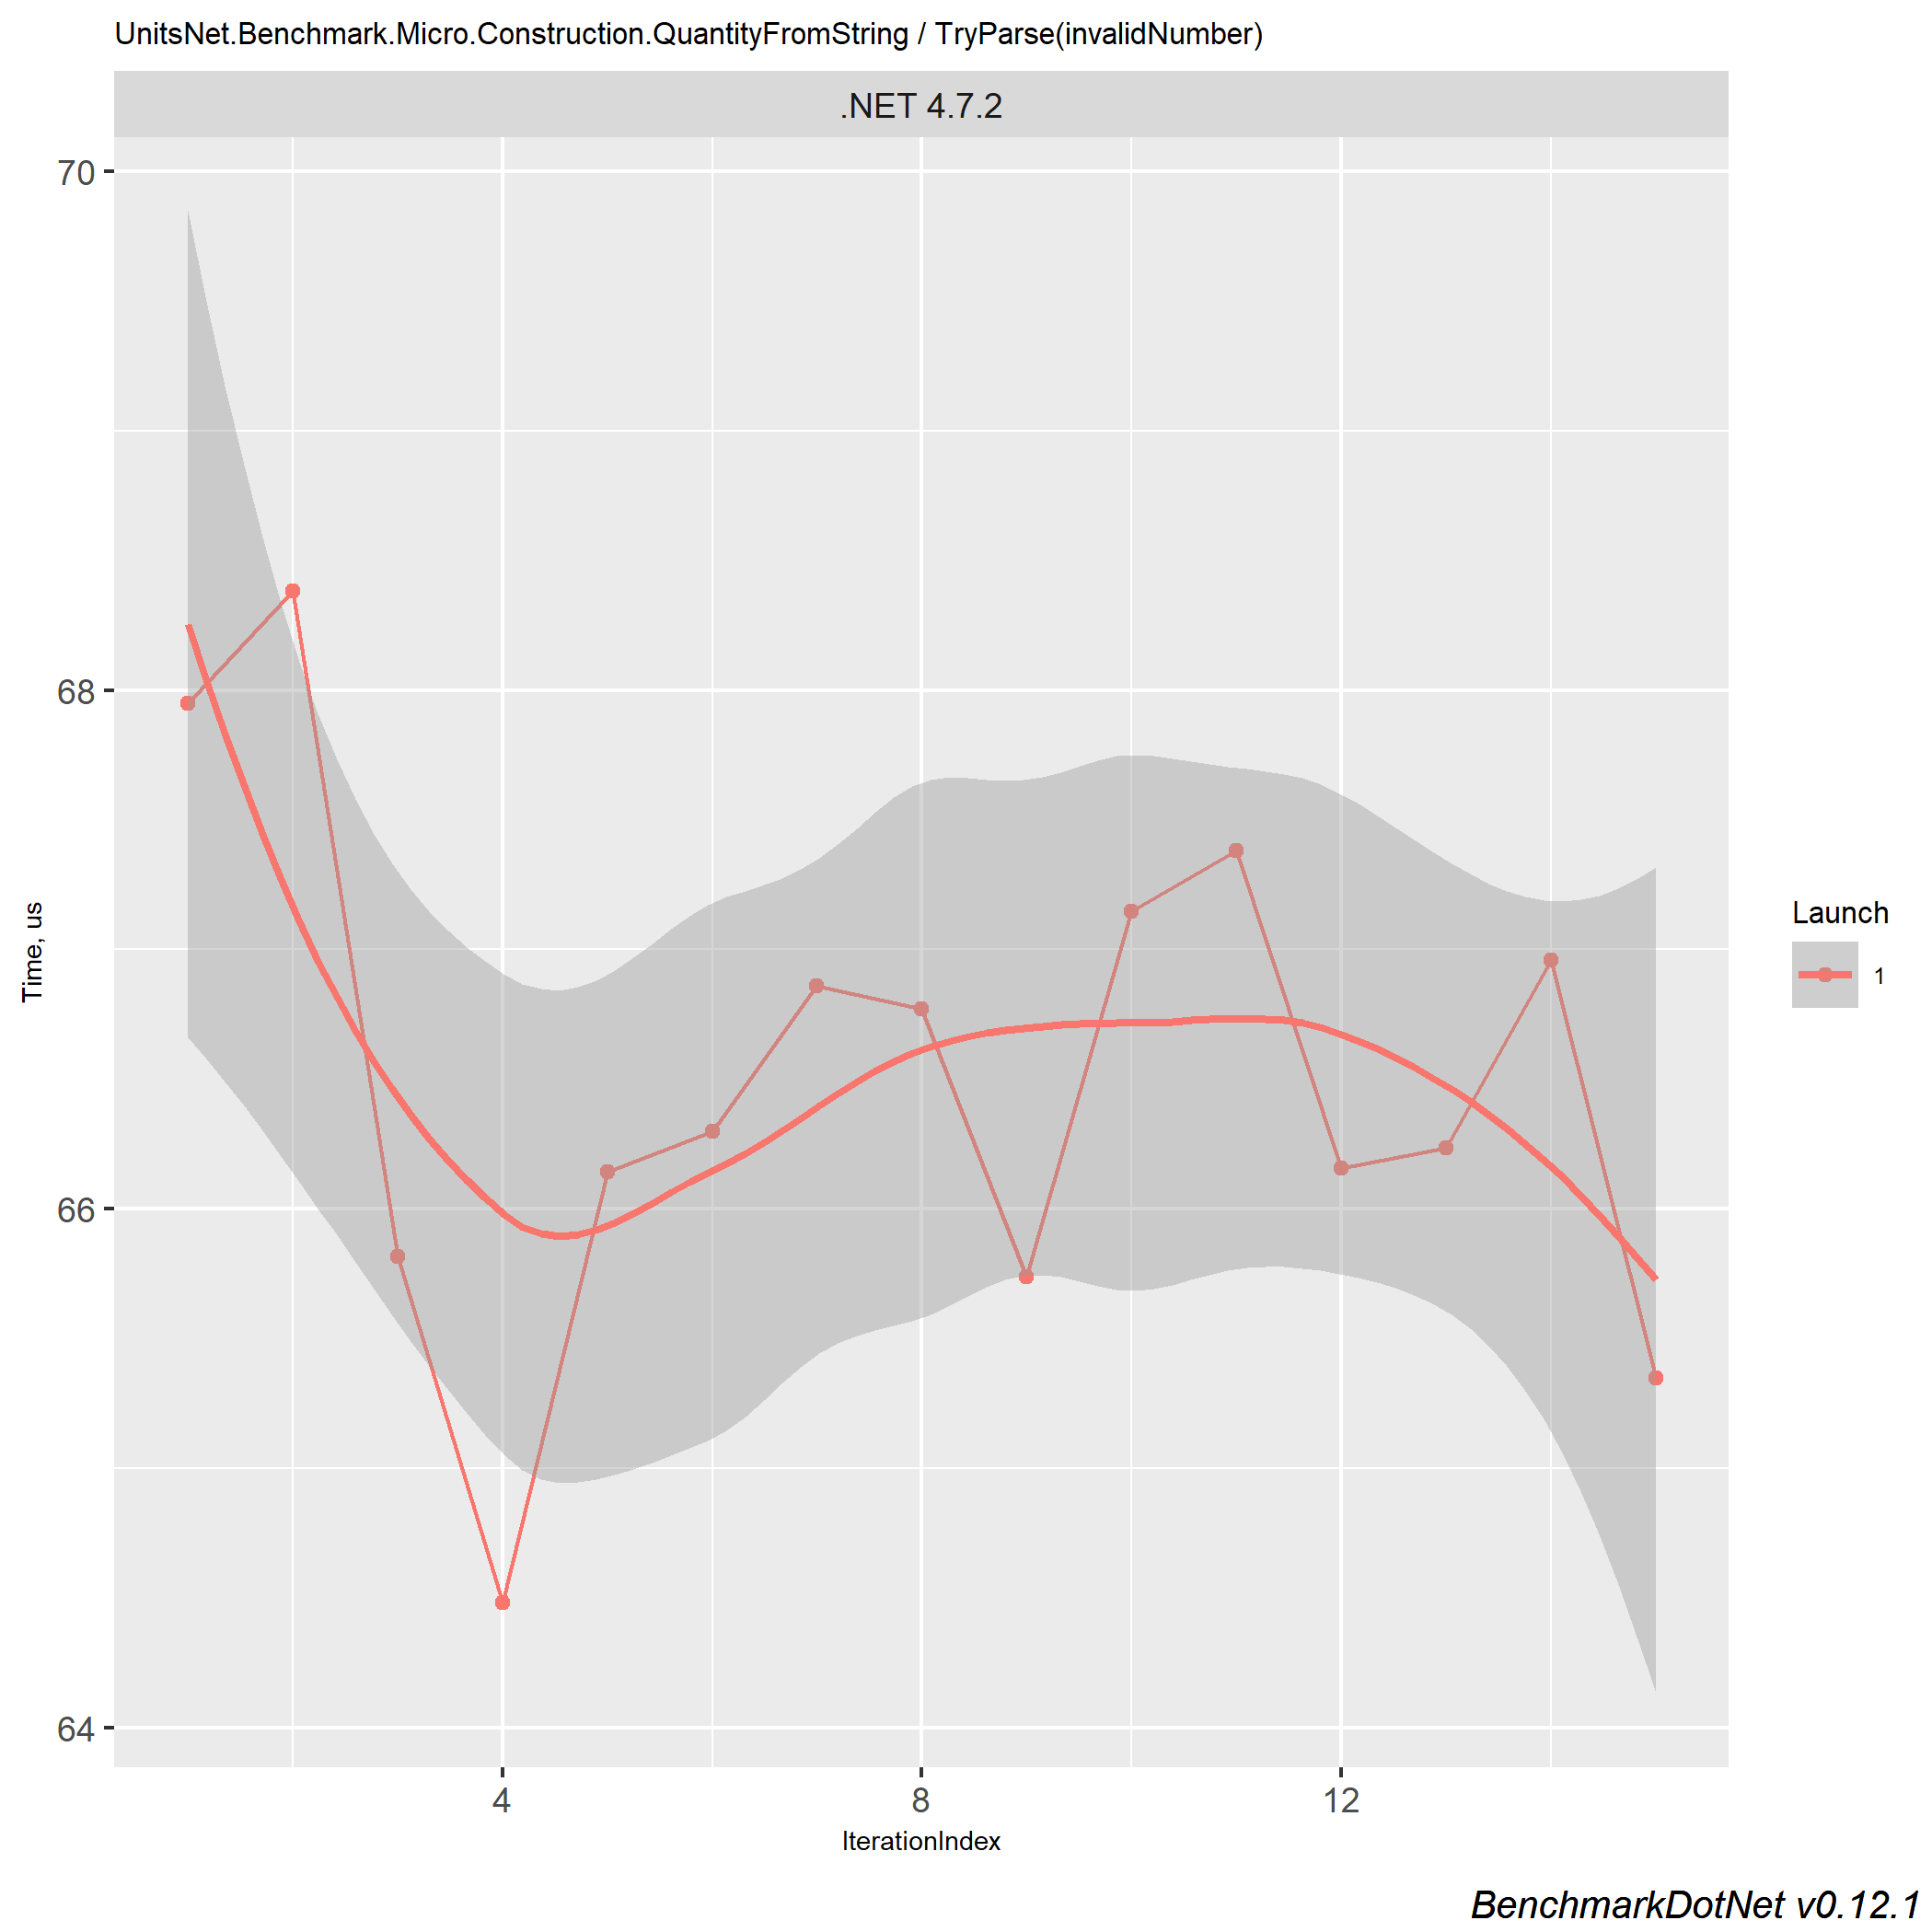 UnitsNet.Benchmark.Micro.Construction.QuantityFromString / TryParse(invalidNumber)
.NET 4.7.2
70
68
66
64
Time, us
4
8
12
IterationIndex
Launch
1
BenchmarkDotNet v0.12.1